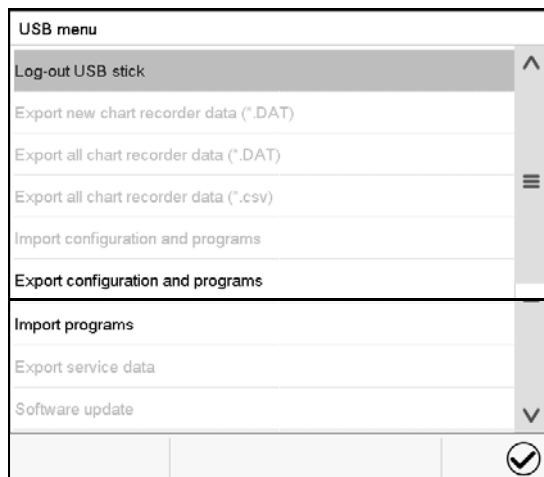 USB menu
Log-out USB stick
Export new chart recorder data (*.DAT)
Export all chart recorder data (*.DAT)
Export all chart recorder data (*.csv)
Import configuration and programs
Export configuration and programs
Import programs
Export service data
Software update